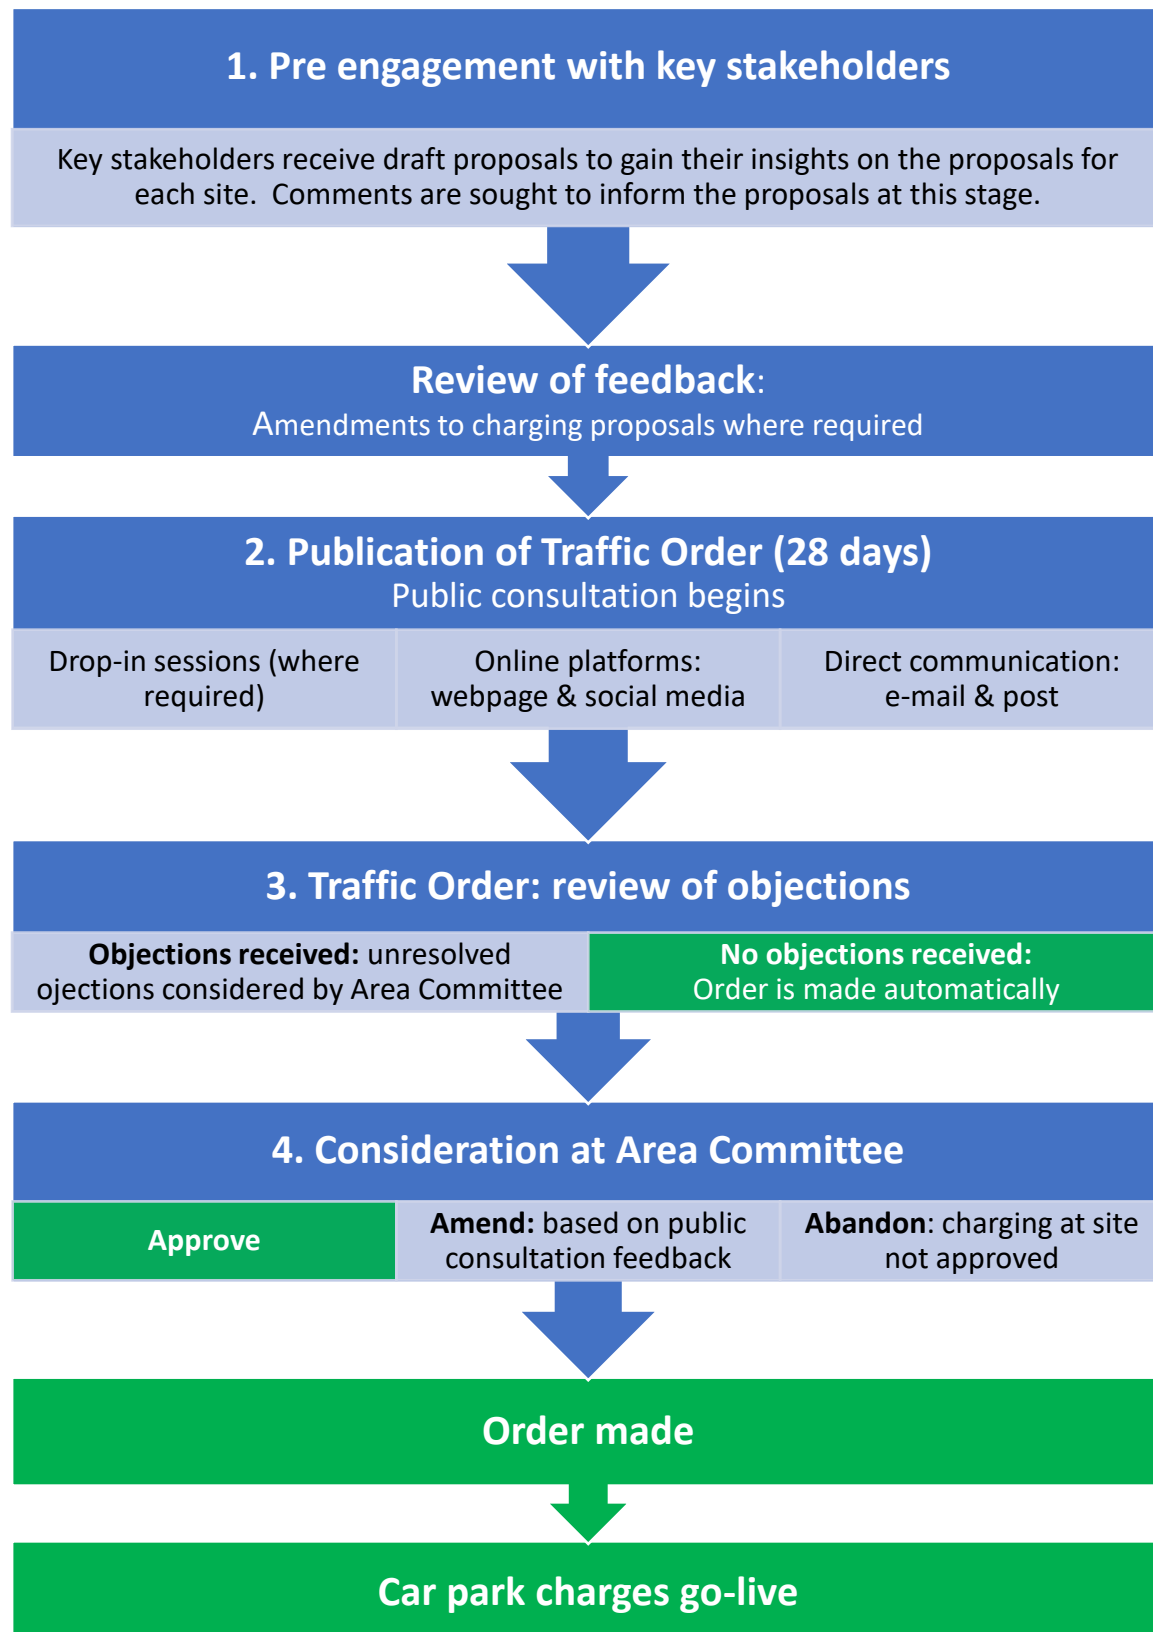 1. Pre engagement with key stakeholders
Key stakeholders receive draft proposals to gain their insights on the proposals for
each site.  Comments are sought to inform the proposals at this stage.
Review of feedback:
Amendments to charging proposals where required
2. Publication of Traffic Order (28 days)
Public consultation begins
Drop-in sessions (where
required)
Online platforms:
webpage & social media
Direct communication:
e-mail & post
3. Traffic Order: review of objections
Objections received: unresolved
ojections considered by Area Committee
No objections received:
Order is made automatically
4. Consideration at Area Committee
Approve
Amend: based on public
consultation feedback
Abandon: charging at site
not approved
Order made
Car park charges go-live